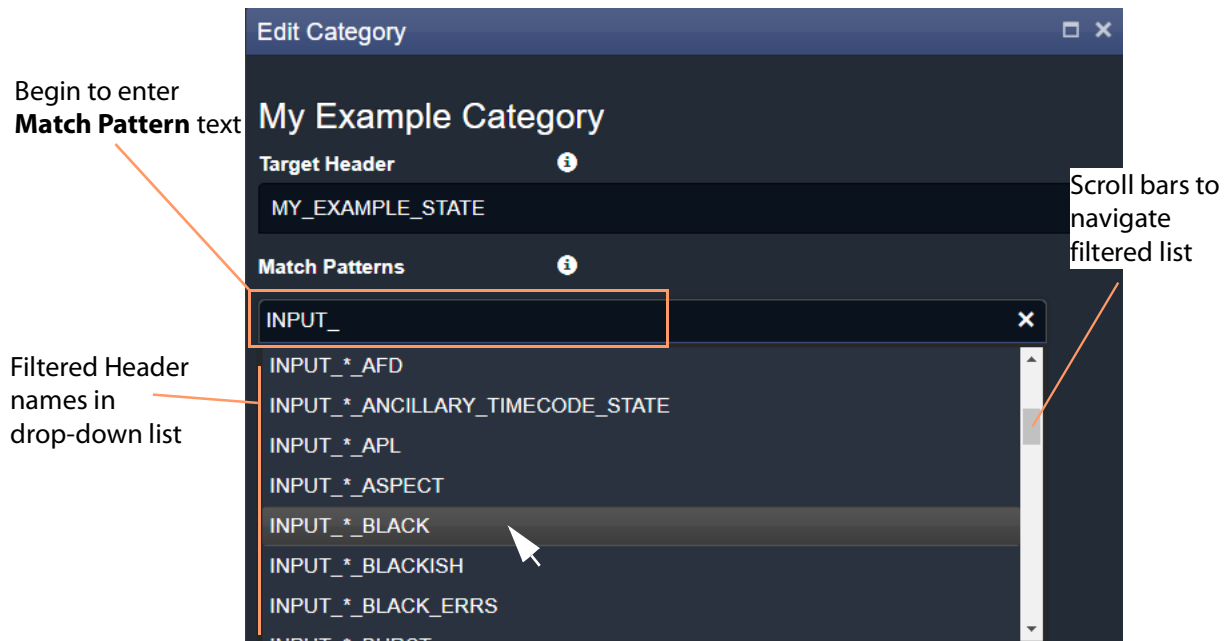 Edit Category
Begin to enter
Match Pattern text
My Example Category
Target Header
MY_EXAMPLE_STATE
Scroll bars to
navigate
filtered list
Match Patterns
INPUT_
Filtered Header
names in
drop-down list
INPUT_*_AFD
INPUT_*_ANCILLARY_TIMECODE_STATE
INPUT_*_APL
INPUT_*_ASPECT
INPUT_*_BLACK
INPUT_*_BLACKISH
INPUT_*_BLACK_ERRS